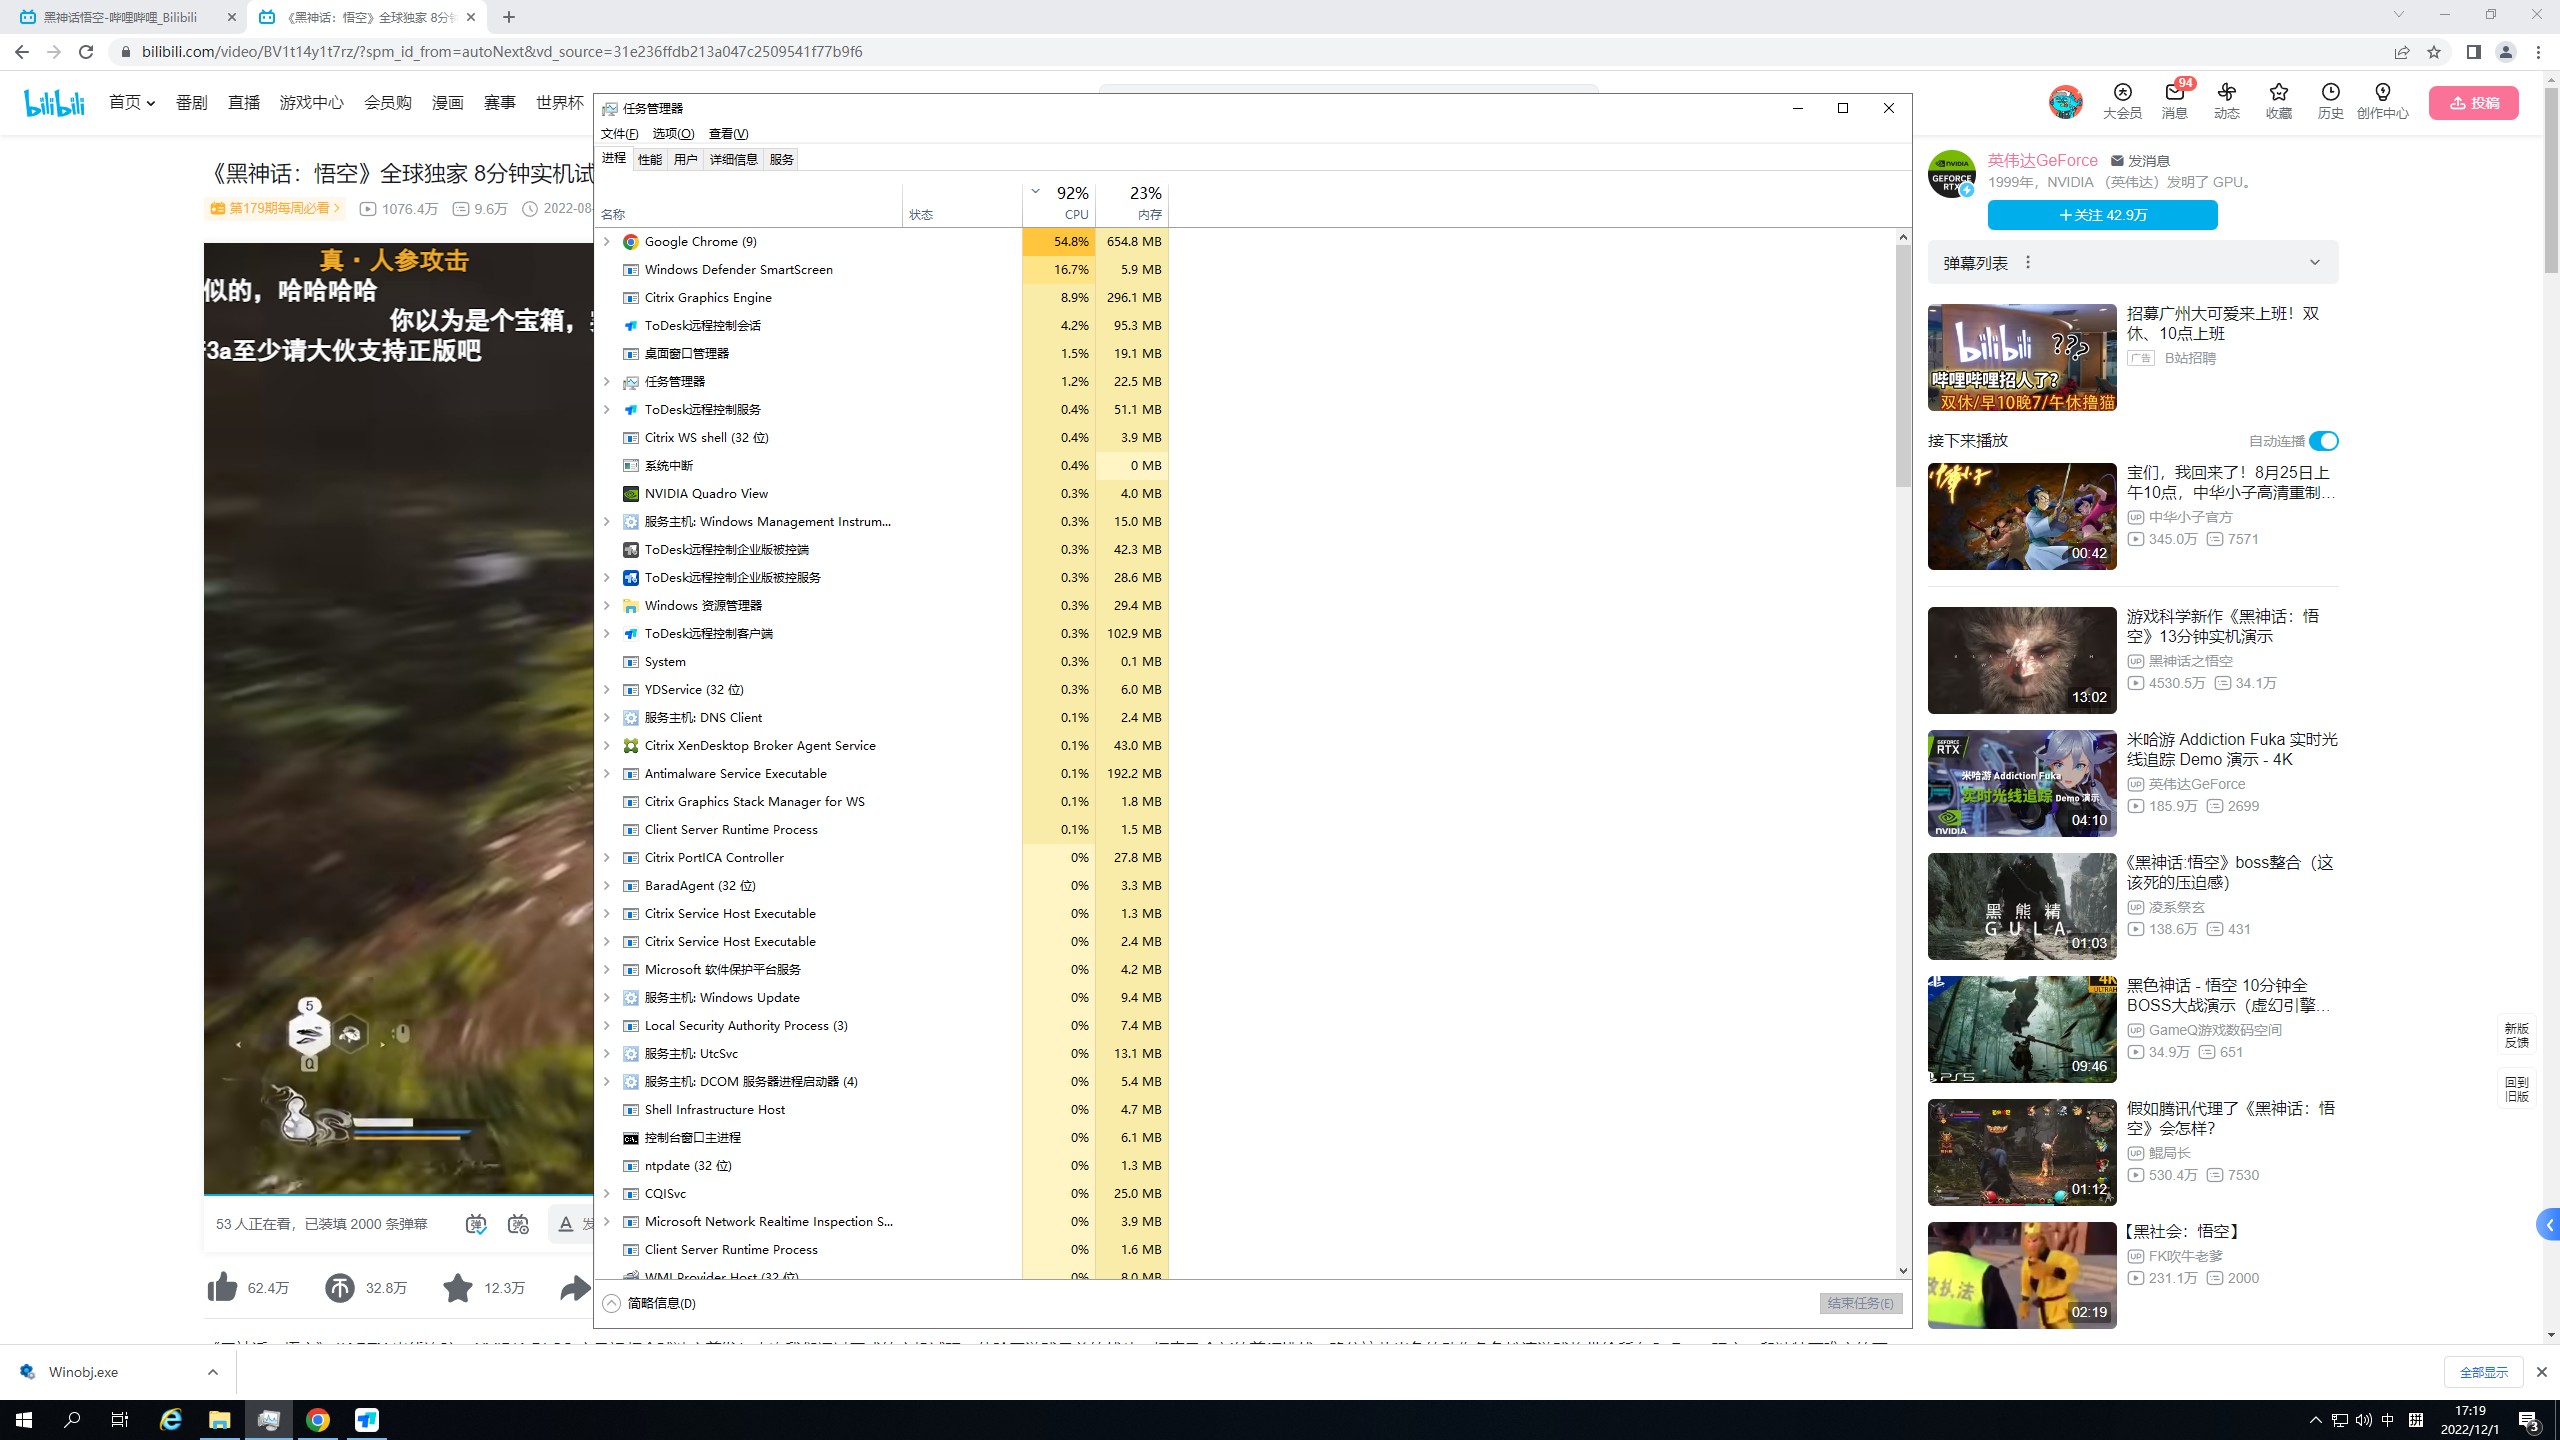 黑神话悟空-哔哩哔哩_Bilibili
《黑神话：悟空》全球独家 8分钟
bilibili.com/video/BV1t14y1t7rz/?spm_id_from=autoNext&vd_source=31e236ffdb213a047c2509541f77b9f6
bilibili
首页 番剧 直播 游戏中心 会员购 漫画 赛事 世界杯
大会员
94
消息
动态
收藏
历史
创作中心
投稿
《黑神话：悟空》全球独家 8分钟实机试
第179期每周必看 1076.4万 9.6万 2022-08-
真·人参攻击
似的，哈哈哈哈
你以为是个宝箱，
3a至少请大伙支持正版吧
5
Q
53 人正在看，已装填 2000 条弹幕
62.4万 32.8万 12.3万
任务管理器
文件(F) 选项(O) 查看(V)
进程 性能 用户 详细信息 服务
92% 23%
名称 状态 CPU 内存
Google Chrome (9) 54.8% 654.8 MB
Windows Defender SmartScreen 16.7% 5.9 MB
Citrix Graphics Engine 8.9% 296.1 MB
ToDesk远程控制会话 4.2% 95.3 MB
桌面窗口管理器 1.5% 19.1 MB
任务管理器 1.2% 22.5 MB
ToDesk远程控制服务 0.4% 51.1 MB
Citrix WS shell (32 位) 0.4% 3.9 MB
系统中断 0.4% 0 MB
NVIDIA Quadro View 0.3% 4.0 MB
服务主机: Windows Management Instrum... 0.3% 15.0 MB
ToDesk远程控制企业版被控端 0.3% 42.3 MB
ToDesk远程控制企业版被控服务 0.3% 28.6 MB
Windows 资源管理器 0.3% 29.4 MB
ToDesk远程控制客户端 0.3% 102.9 MB
System 0.3% 0.1 MB
YDService (32 位) 0.3% 6.0 MB
服务主机: DNS Client 0.1% 2.4 MB
Citrix XenDesktop Broker Agent Service 0.1% 43.0 MB
Antimalware Service Executable 0.1% 192.2 MB
Citrix Graphics Stack Manager for WS 0.1% 1.8 MB
Client Server Runtime Process 0.1% 1.5 MB
Citrix PortICA Controller 0% 27.8 MB
BaradAgent (32 位) 0% 3.3 MB
Citrix Service Host Executable 0% 1.3 MB
Citrix Service Host Executable 0% 2.4 MB
Microsoft 软件保护平台服务 0% 4.2 MB
服务主机: Windows Update 0% 9.4 MB
Local Security Authority Process (3) 0% 7.4 MB
服务主机: UtcSvc 0% 13.1 MB
服务主机: DCOM 服务器进程启动器 (4) 0% 5.4 MB
Shell Infrastructure Host 0% 4.7 MB
控制台窗口主进程 0% 6.1 MB
ntpdate (32 位) 0% 1.3 MB
CQISvc 0% 25.0 MB
Microsoft Network Realtime Inspection S... 0% 3.9 MB
Client Server Runtime Process 0% 1.6 MB
WMI Provider Host (32 位) 0% 8.0 MB
简略信息(D)
结束任务(E)
英伟达GeForce 发消息
1999年，NVIDIA （英伟达）发明了 GPU。
+关注 42.9万
弹幕列表
bilibili ???
哔哩哔哩招人了?
双休/早10晚7/午休撸猫
招募广州大可爱来上班！双
休、10点上班
广告 B站招聘
接下来播放 自动连播
00:42
宝们，我回来了！8月25日上
午10点，中华小子高清重制...
UP 中华小子官方
345.0万 7571
13:02
游戏科学新作《黑神话：悟
空》13分钟实机演示
UP 黑神话之悟空
4530.5万 34.1万
GEFORCE
RTX
米哈游 Addiction Fuka
实时光线追踪 Demo 演示
NVIDIA
04:10
米哈游 Addiction Fuka 实时光
线追踪 Demo 演示 - 4K
UP 英伟达GeForce
185.9万 2699
黑 熊 精
GULA
01:03
《黑神话:悟空》boss整合（这
该死的压迫感）
UP 凌系祭玄
138.6万 431
4K
ULTRA
PS5
09:46
黑色神话 - 悟空 10分钟全
BOSS大战演示（虚幻引擎...
UP GameQ游戏数码空间
34.9万 651
01:12
假如腾讯代理了《黑神话：悟
空》会怎样？
UP 鲲局长
530.4万 7530
02:19
【黑社会：悟空】
UP FK吹牛老爹
231.1万 2000
新版
反馈
回到
旧版
Winobj.exe
全部显示
中
拼
17:19
2022/12/1
3